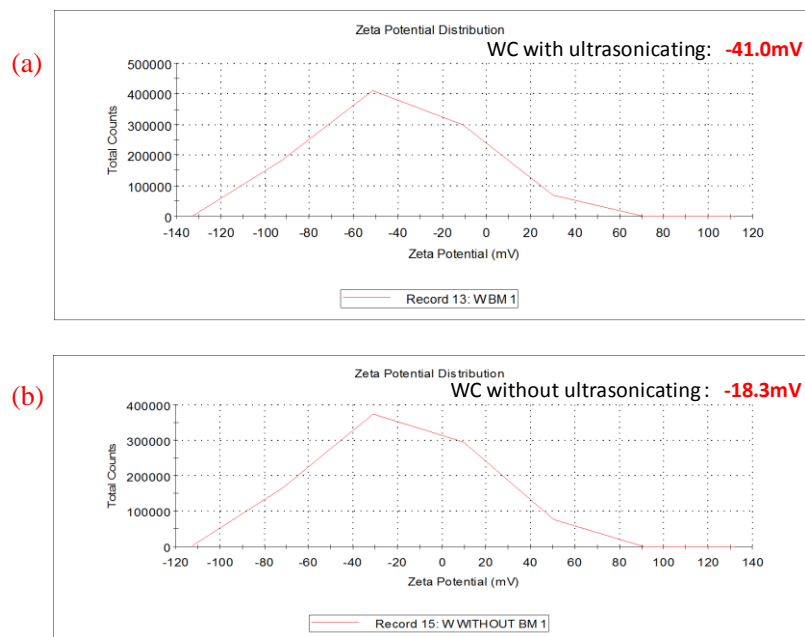 (a)
Zeta Potential Distribution
WC with ultrasonicating: -41.0mV
Total Counts
500000
400000
300000
200000
100000
0
-140 -120 -100 -80 -60 -40 -20 0 20 40 60 80 100 120
Zeta Potential (mV)
Record 13: WBM 1
(b)
Zeta Potential Distribution
WC without ultrasonicating: -18.3mV
Total Counts
400000
300000
200000
100000
0
-120 -100 -80 -60 -40 -20 0 20 40 60 80 100 120 140
Zeta Potential (mV)
Record 15: W WITHOUT BM 1